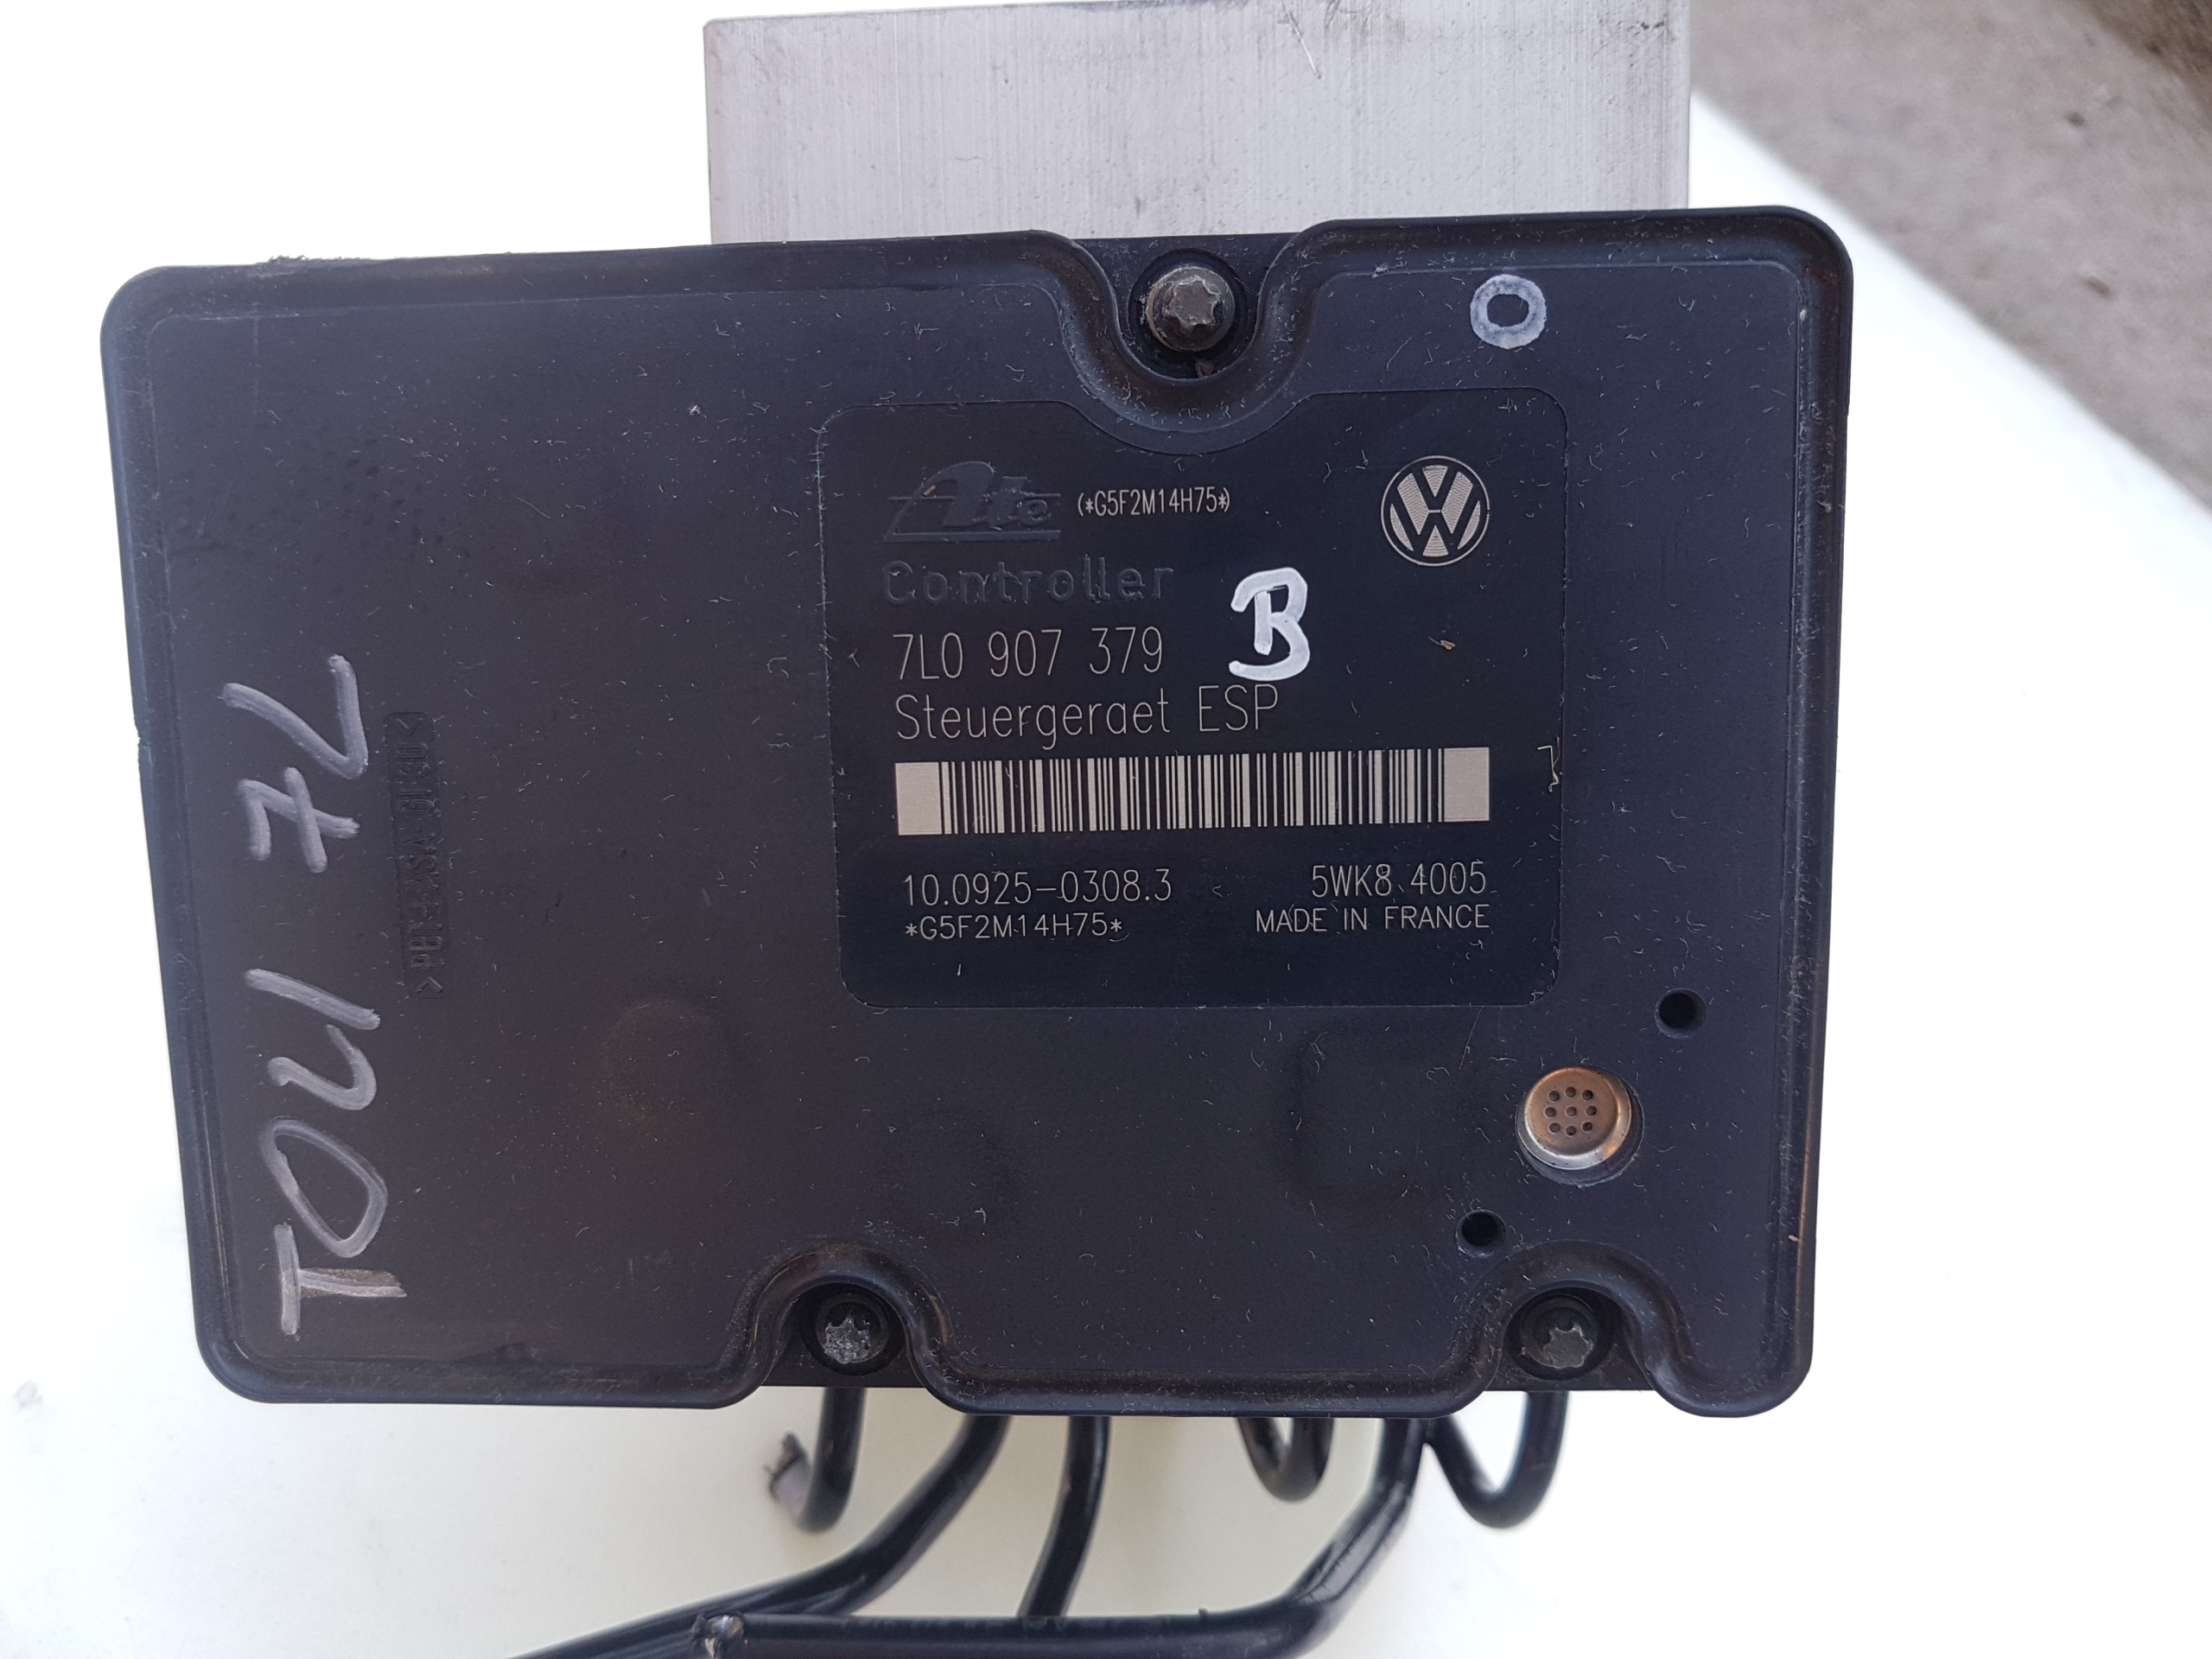 Ate (*G5F2M14H75*)
Controller
7L0 907 379 B
Steuergeraet ESP
10.0925-0308.3 5WK8 4005
*G5F2M14H75* MADE IN FRANCE
TOU 7L